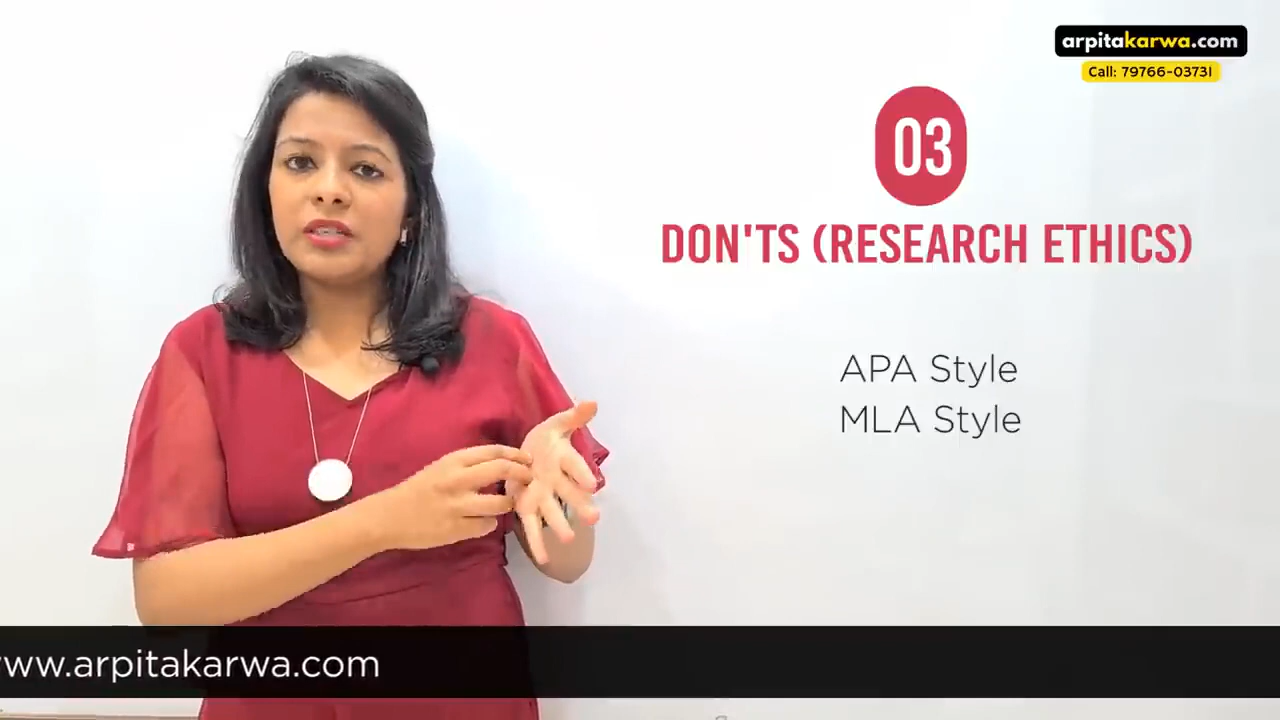 arpitakarwa.com
Call: 79766-03731
03
DON'TS (RESEARCH ETHICS)
APA Style
MLA Style
www.arpitakarwa.com